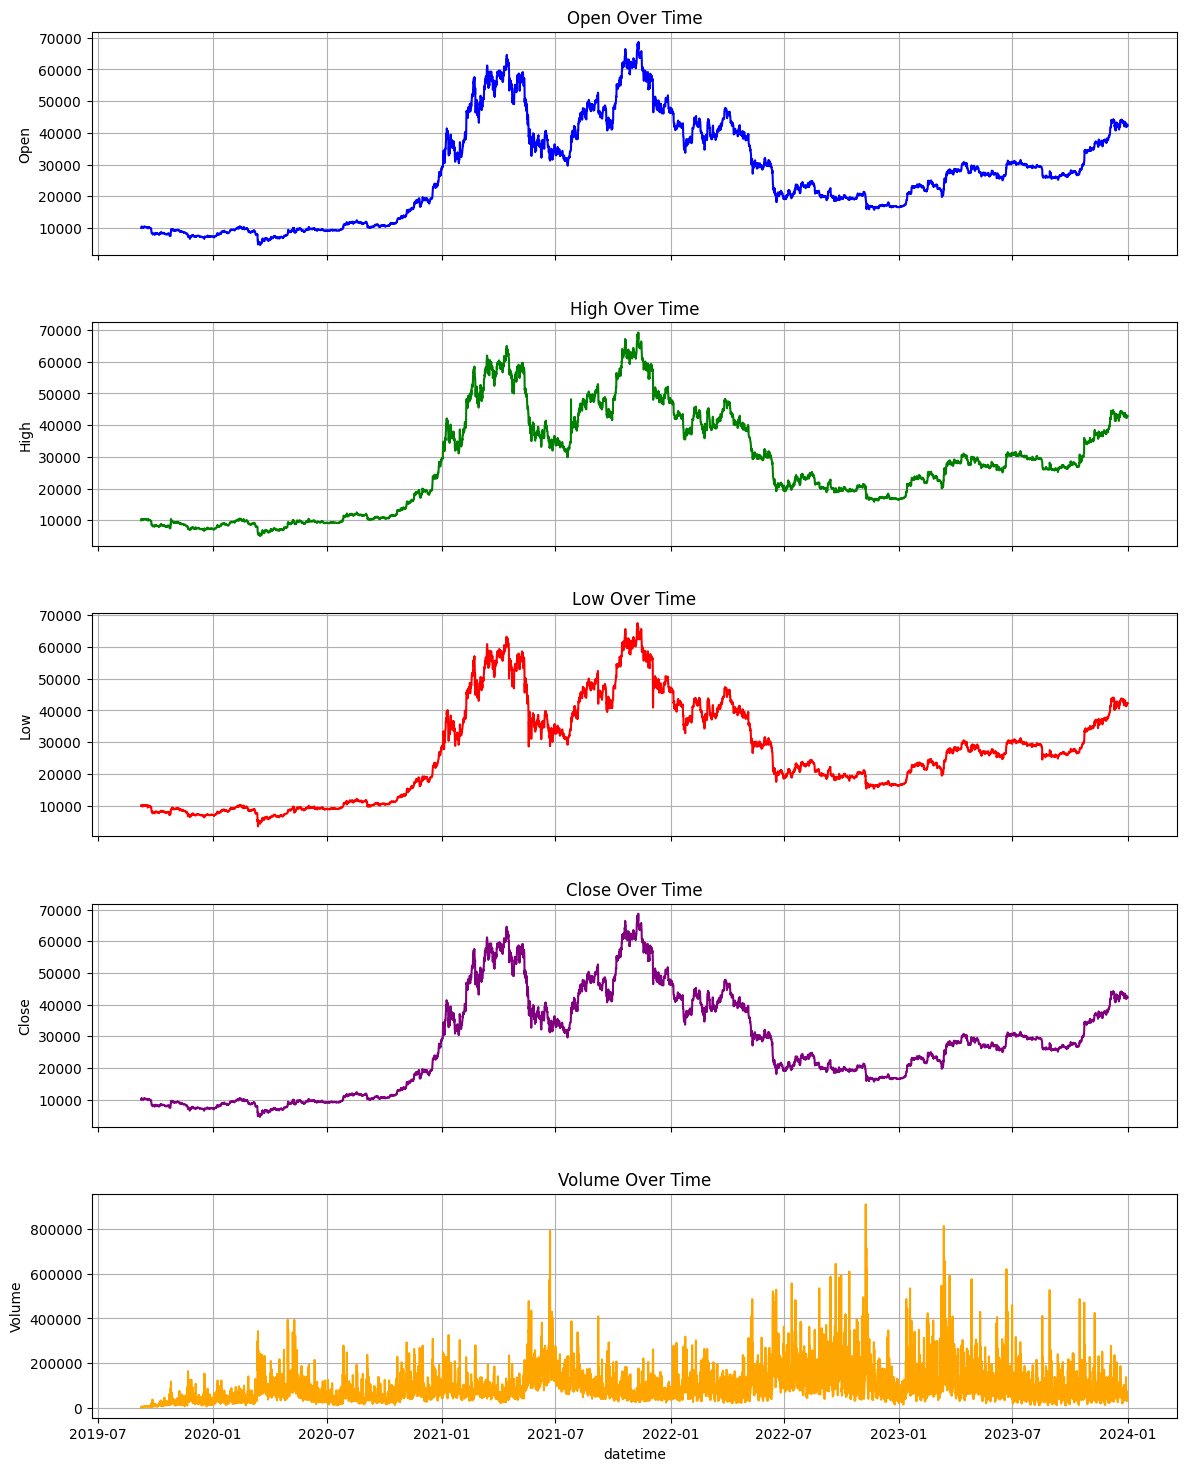 Open Over Time
70000
60000
50000
40000
30000
20000
10000
Open
High Over Time
70000
60000
50000
40000
30000
20000
10000
High
Low Over Time
70000
60000
50000
40000
30000
20000
10000
Low
Close Over Time
70000
60000
50000
40000
30000
20000
10000
Close
Volume Over Time
800000
600000
400000
200000
0
Volume
2019-07 2020-01 2020-07 2021-01 2021-07 2022-01 2022-07 2023-01 2023-07 2024-01
datetime